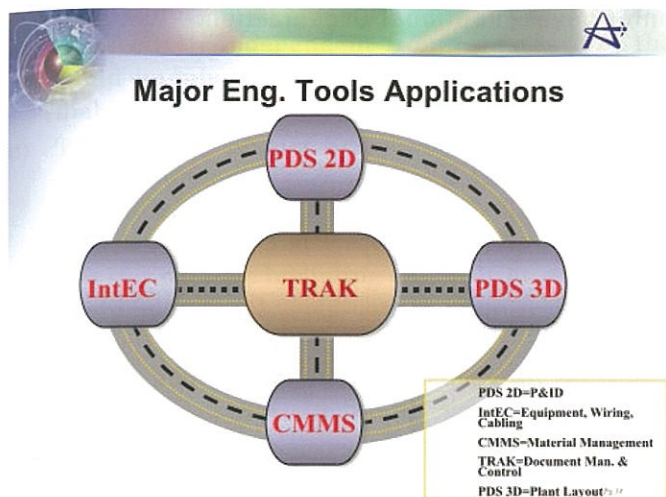 Major Eng. Tools Applications
PDS 2D
IntEC
TRAK
PDS 3D
CMMS
PDS 2D=P&ID
IntEC=Equipment, Wiring,
Cabling
CMMS=Material Management
TRAK=Document Man. &
Control
PDS 3D=Plant Layout